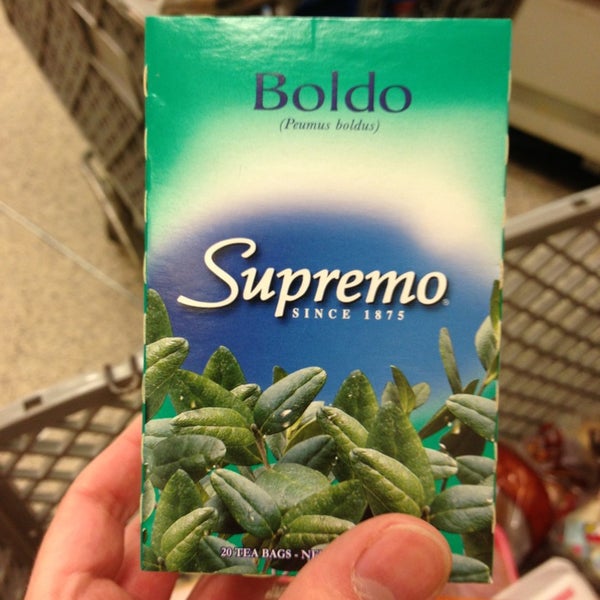 Boldo
(Peumus boldus)
Supremo®
SINCE 1875
20 TEA BAGS -